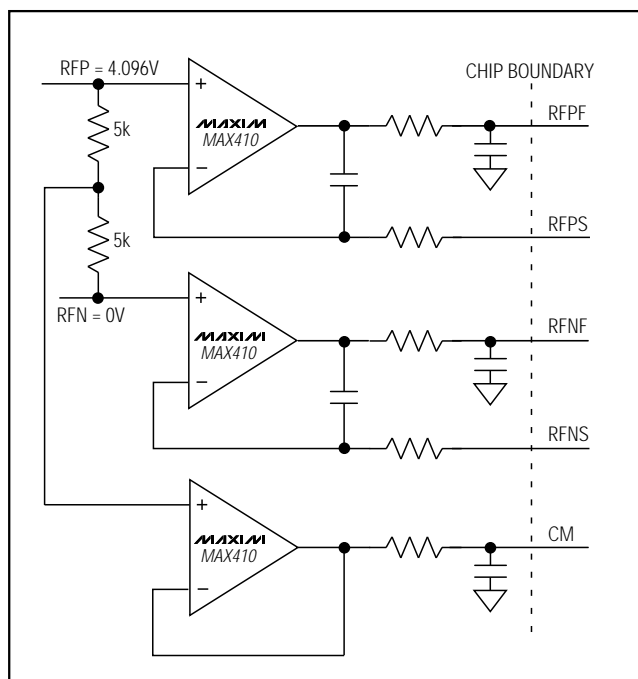 RFP = 4.096V
CHIP BOUNDARY
+
MAXIM
MAX410
−
RFPF
5k
RFPS
5k
RFN = 0V
+
MAXIM
MAX410
−
RFNF
RFNS
+
MAXIM
MAX410
−
CM